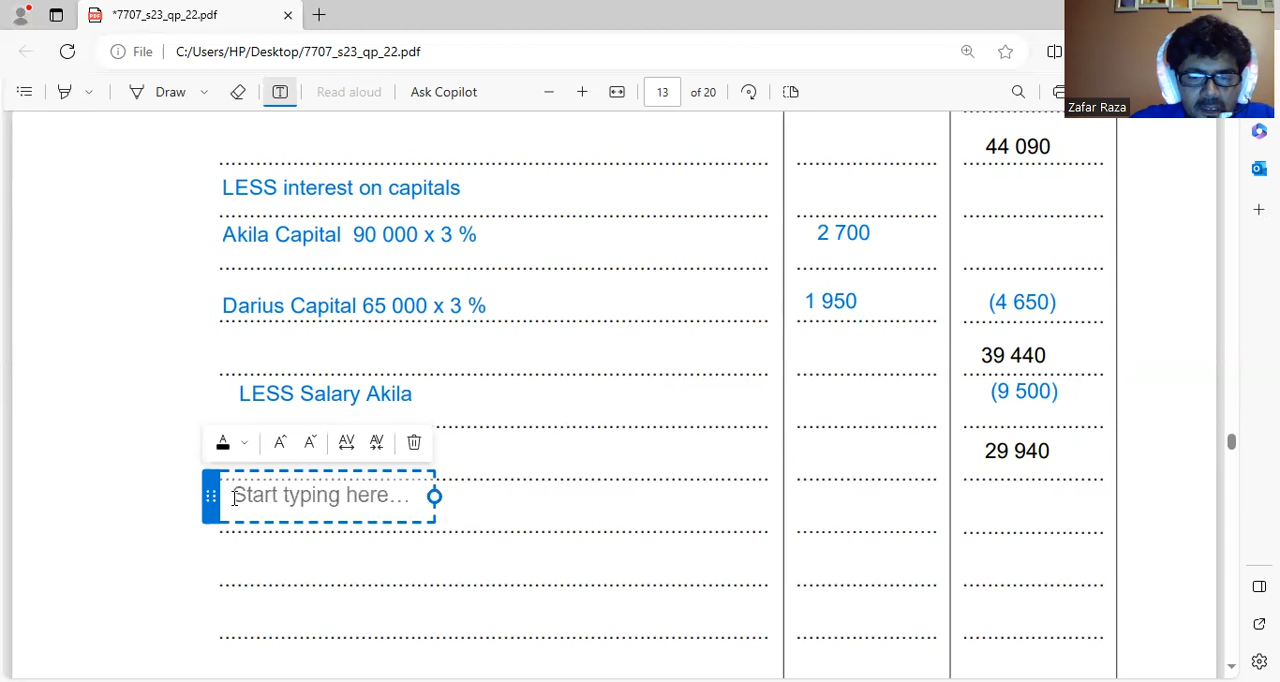 *7707_s23_qp_22.pdf
File C:/Users/HP/Desktop/7707_s23_qp_22.pdf
Draw Read aloud Ask Copilot 13 of 20
Zafar Raza
44 090
LESS interest on capitals
Akila Capital 90 000 x 3 % 2 700
Darius Capital 65 000 x 3 % 1 950 (4 650)
39 440
LESS Salary Akila (9 500)
29 940
Start typing here...